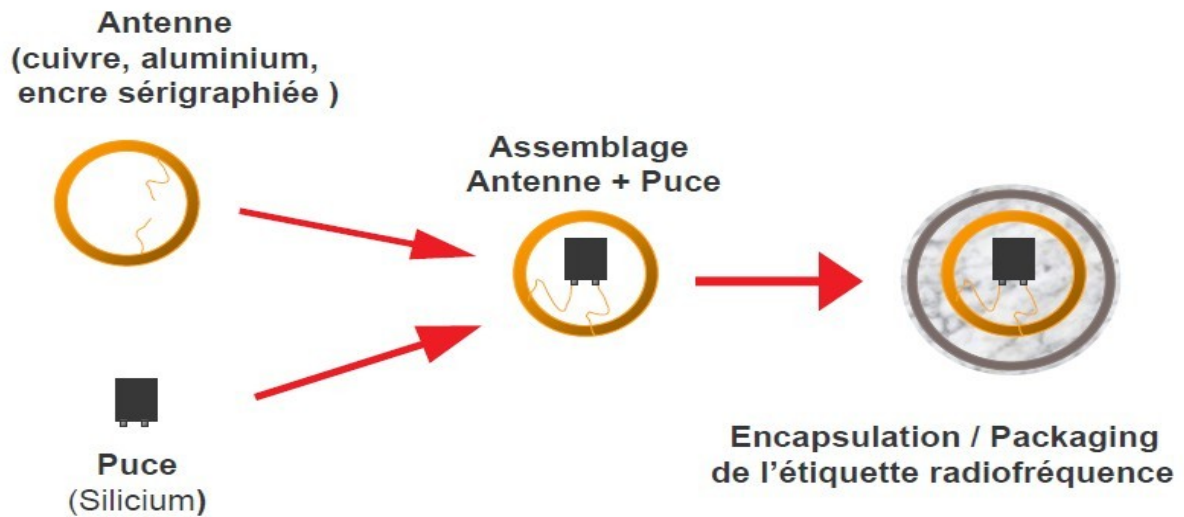 Antenne
(cuivre, aluminium,
encre sérigraphiée )
Assemblage
Antenne + Puce
Puce
(Silicium)
Encapsulation / Packaging
de l'étiquette radiofréquence